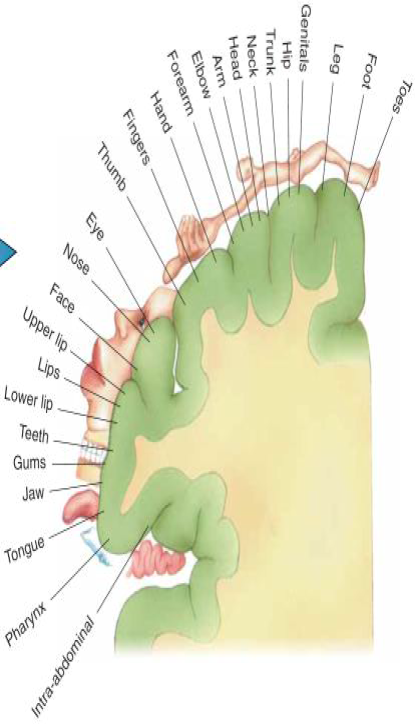 Toes
Foot
Leg
Genitals
Hip
Trunk
Neck
Head
Arm
Elbow
Forearm
Hand
Fingers
Thumb
Eye
Nose
Face
Upper lip
Lips
Lower lip
Teeth
Gums
Jaw
Tongue
Pharynx
Intra-abdominal